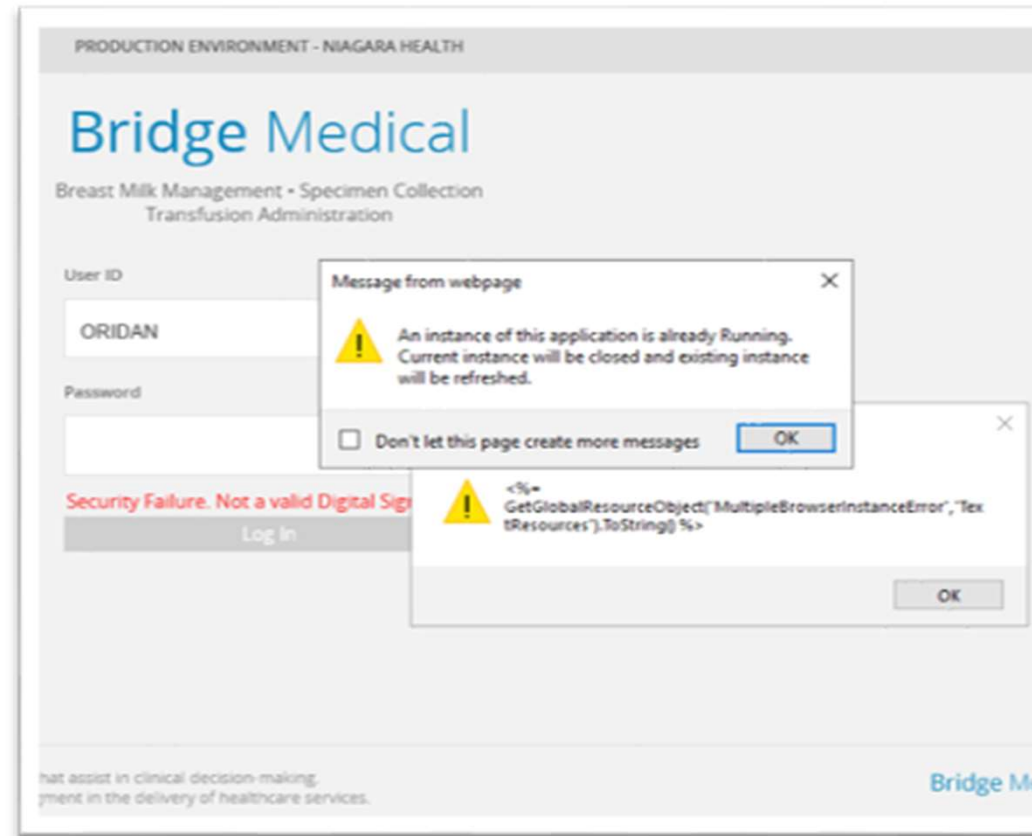 PRODUCTION ENVIRONMENT - NIAGARA HEALTH
Bridge Medical
Breast Milk Management • Specimen Collection
Transfusion Administration
User ID
ORIDAN
Password
Security Failure. Not a valid Digital
Log In
Message from webpage
An instance of this application is already Running.
Current instance will be closed and existing instance
will be refreshed.
Don't let this page create more messages
OK
<%=
GetGlobalResourceObject("MultipleBrowserInstanceError","Tex
tResources").ToString() %>
OK
hat assist in clinical decision-making.
gment in the delivery of healthcare services.
Bridge